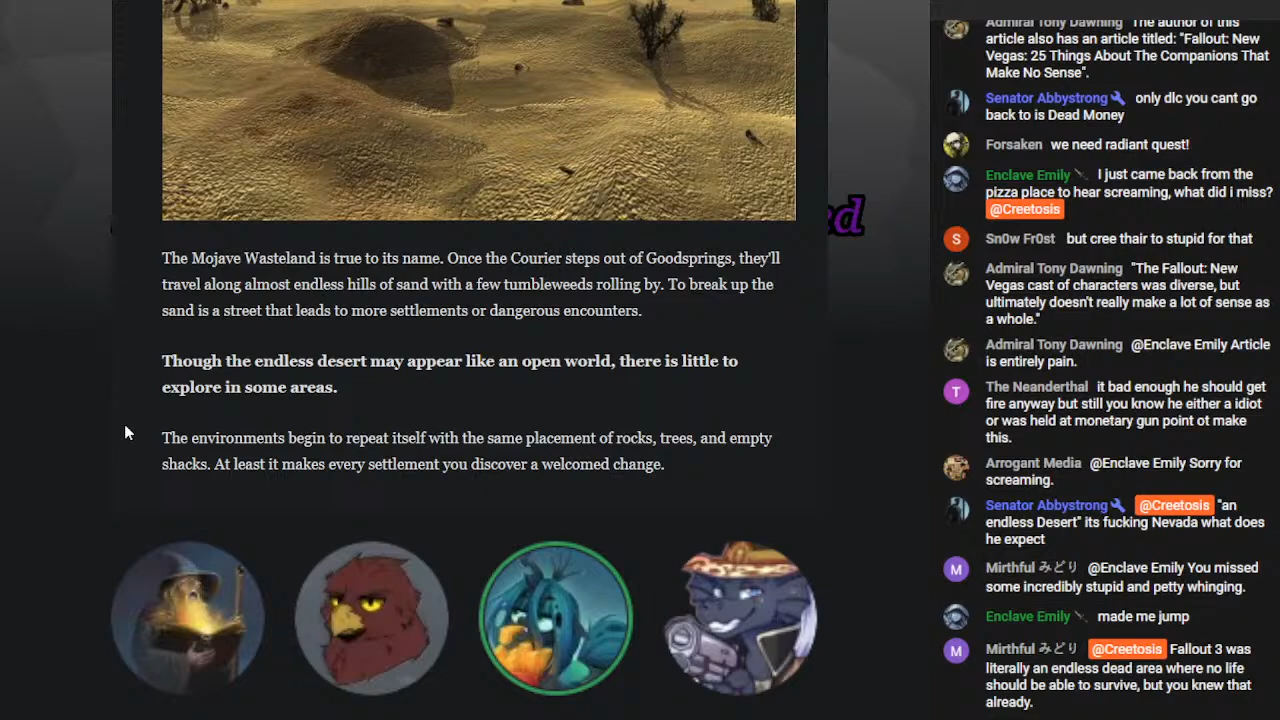 ed
The Mojave Wasteland is true to its name. Once the Courier steps out of Goodsprings, they'll
travel along almost endless hills of sand with a few tumbleweeds rolling by. To break up the
sand is a street that leads to more settlements or dangerous encounters.
Though the endless desert may appear like an open world, there is little to
explore in some areas.
The environments begin to repeat itself with the same placement of rocks, trees, and empty
shacks. At least it makes every settlement you discover a welcomed change.
Admiral Tony Dawning The author of this
article also has an article titled: "Fallout: New
Vegas: 25 Things About The Companions That
Make No Sense".
Senator Abbystrong only dlc you cant go
back to is Dead Money
Forsaken we need radiant quest!
Enclave Emily I just came back from the
pizza place to hear screaming, what did i miss?
@Creetosis
S
Sn0w Fr0st but cree thair to stupid for that
Admiral Tony Dawning "The Fallout: New
Vegas cast of characters was diverse, but
ultimately doesn't really make a lot of sense as
a whole."
Admiral Tony Dawning @Enclave Emily Article
is entirely pain.
T
The Neanderthal it bad enough he should get
fire anyway but still you know he either a idiot
or was held at monetary gun point ot make
this.
Arrogant Media @Enclave Emily Sorry for
screaming.
Senator Abbystrong @Creetosis "an
endless Desert" its fucking Nevada what does
he expect
M
Mirthful みどり @Enclave Emily You missed
some incredibly stupid and petty whinging.
Enclave Emily made me jump
M
Mirthful みどり @Creetosis Fallout 3 was
literally an endless dead area where no life
should be able to survive, but you knew that
already.